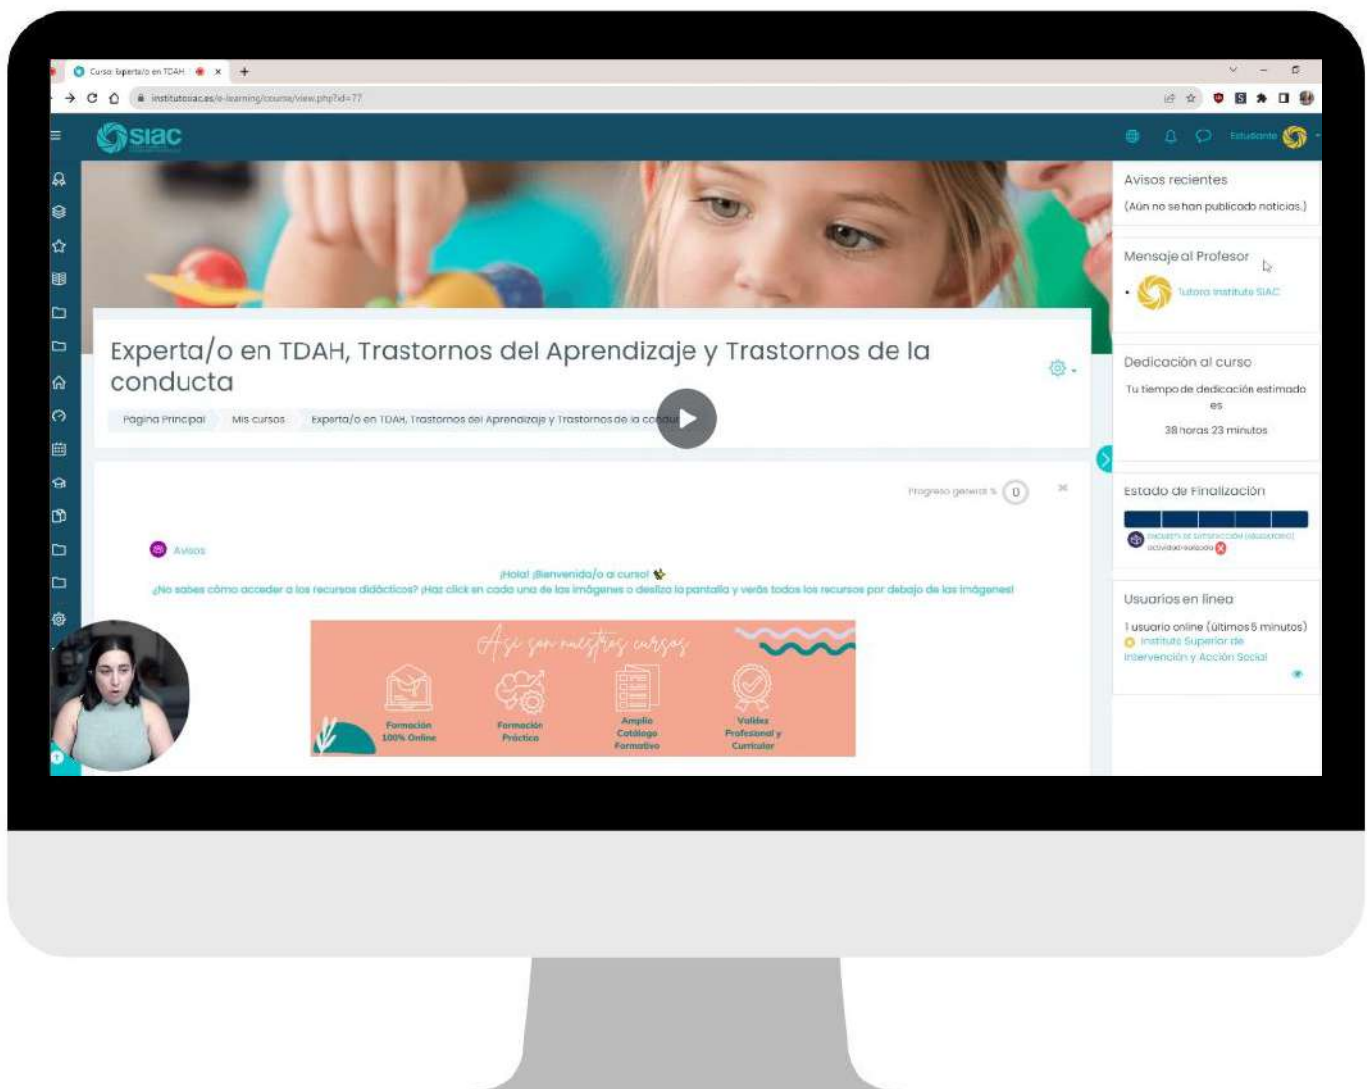 Curso: Experta/o en TDAH,
institutosiac.es/e-learning/course/view.php?id=77
siac
Estudiante
Experta/o en TDAH, Trastornos del Aprendizaje y Trastornos de la
conducta
Página Principal Mis cursos Experta/o en TDAH, Trastornos del Aprendizaje y Trastornos de la
Progreso general % 0
Avisos
¡Hola! ¡Bienvenida/o a curso!
¿No sabes cómo acceder a los recursos didácticos? ¡Haz click en cada una de las imágenes o desliza la pantalla y verás todos los recursos por debajo de las imágenes!
Así son nuestros cursos
Formación
100% Online
Formación
Práctica
Amplio
Catálogo
Formativo
Validez
Profesional y
Curricular
Avisos recientes
(Aún no se han publicado noticias.)
Mensaje al Profesor
Tutora Instituto SIAC
Dedicación al curso
Tu tiempo de dedicación estimado
es
38 horas 23 minutos
Estado de Finalización
ENCUESTA DE SATISFACCIÓN (OBLIGATORIO)
actividad realizada
Usuarios en línea
1 usuario online (últimos 5 minutos)
Instituto Superior de
Intervención y Acción Social